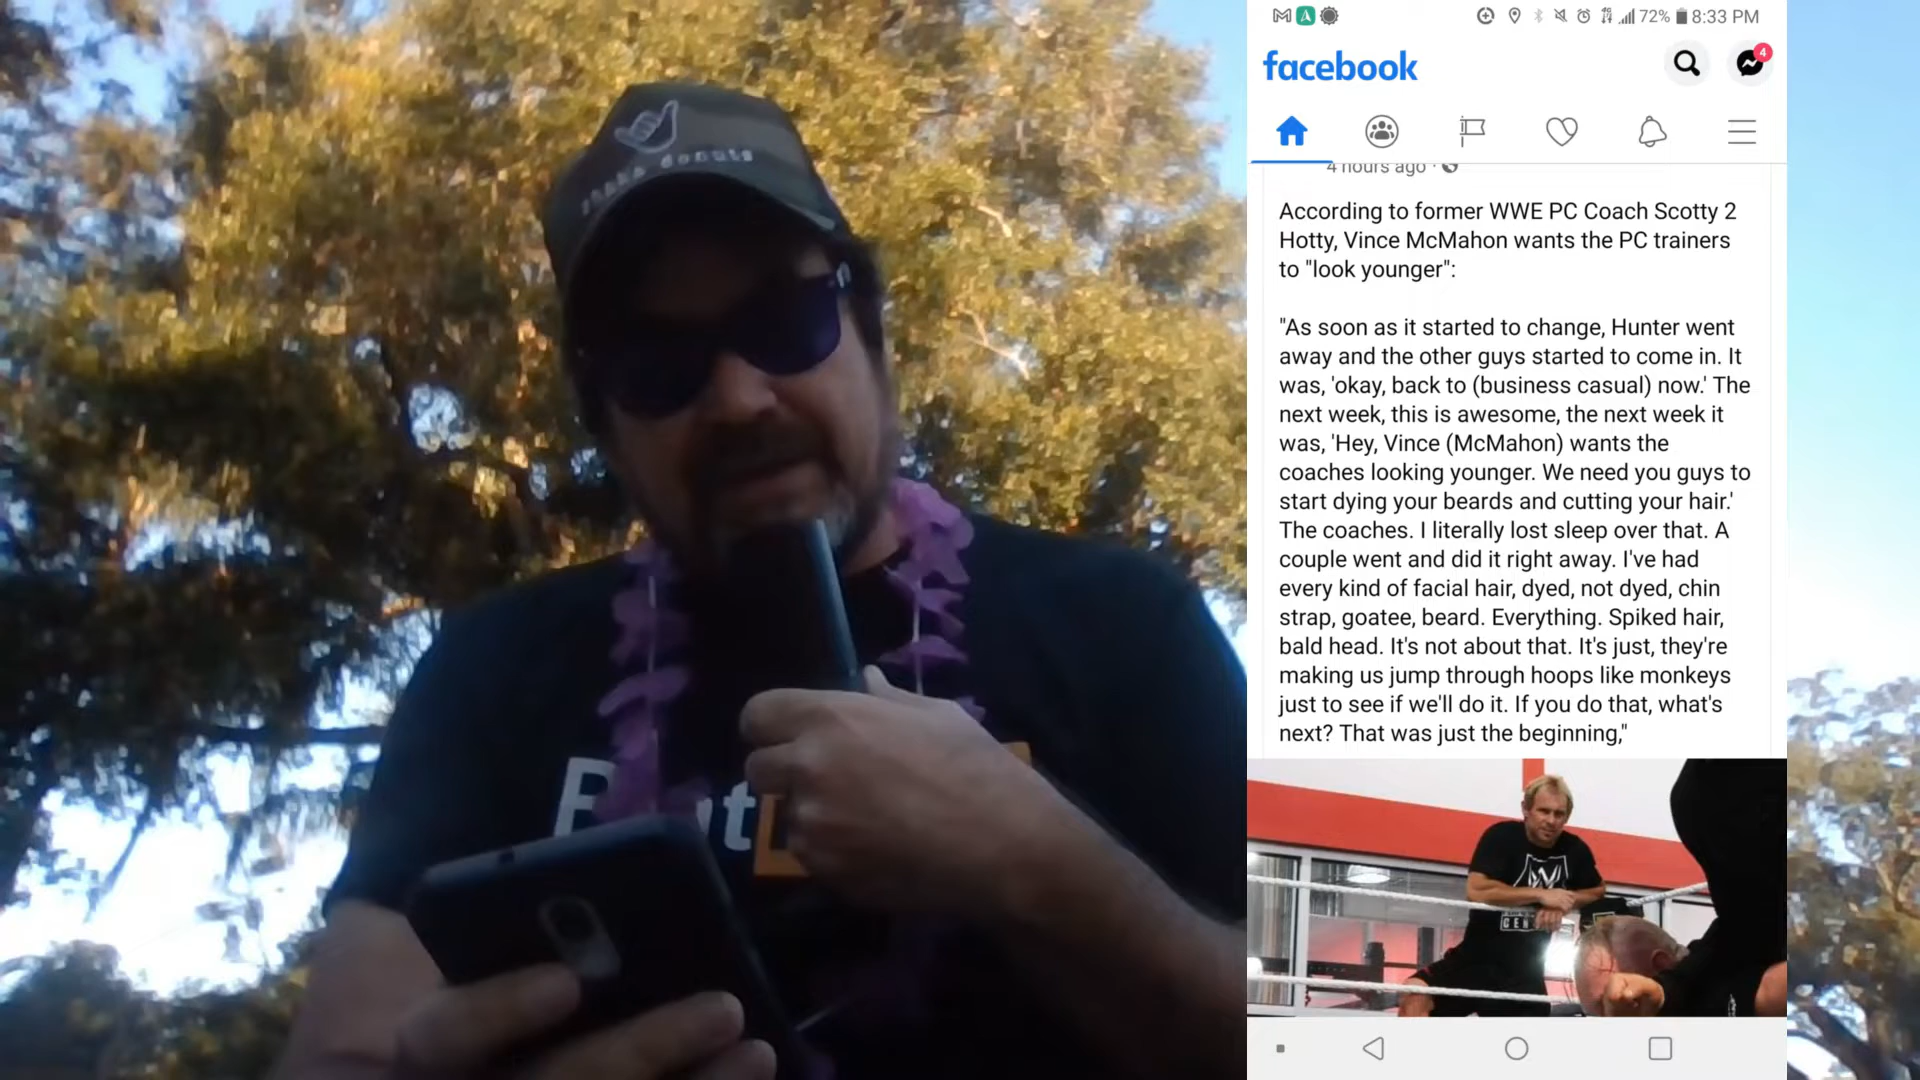 donuts
72% 8:33 PM
facebook
4
4 hours ago ·
According to former WWE PC Coach Scotty 2
Hotty, Vince McMahon wants the PC trainers
to "look younger":
"As soon as it started to change, Hunter went
away and the other guys started to come in. It
was, 'okay, back to (business casual) now.' The
next week, this is awesome, the next week it
was, 'Hey, Vince (McMahon) wants the
coaches looking younger. We need you guys to
start dying your beards and cutting your hair.'
The coaches. I literally lost sleep over that. A
couple went and did it right away. I've had
every kind of facial hair, dyed, not dyed, chin
strap, goatee, beard. Everything. Spiked hair,
bald head. It's not about that. It's just, they're
making us jump through hoops like monkeys
just to see if we'll do it. If you do that, what's
next? That was just the beginning,"